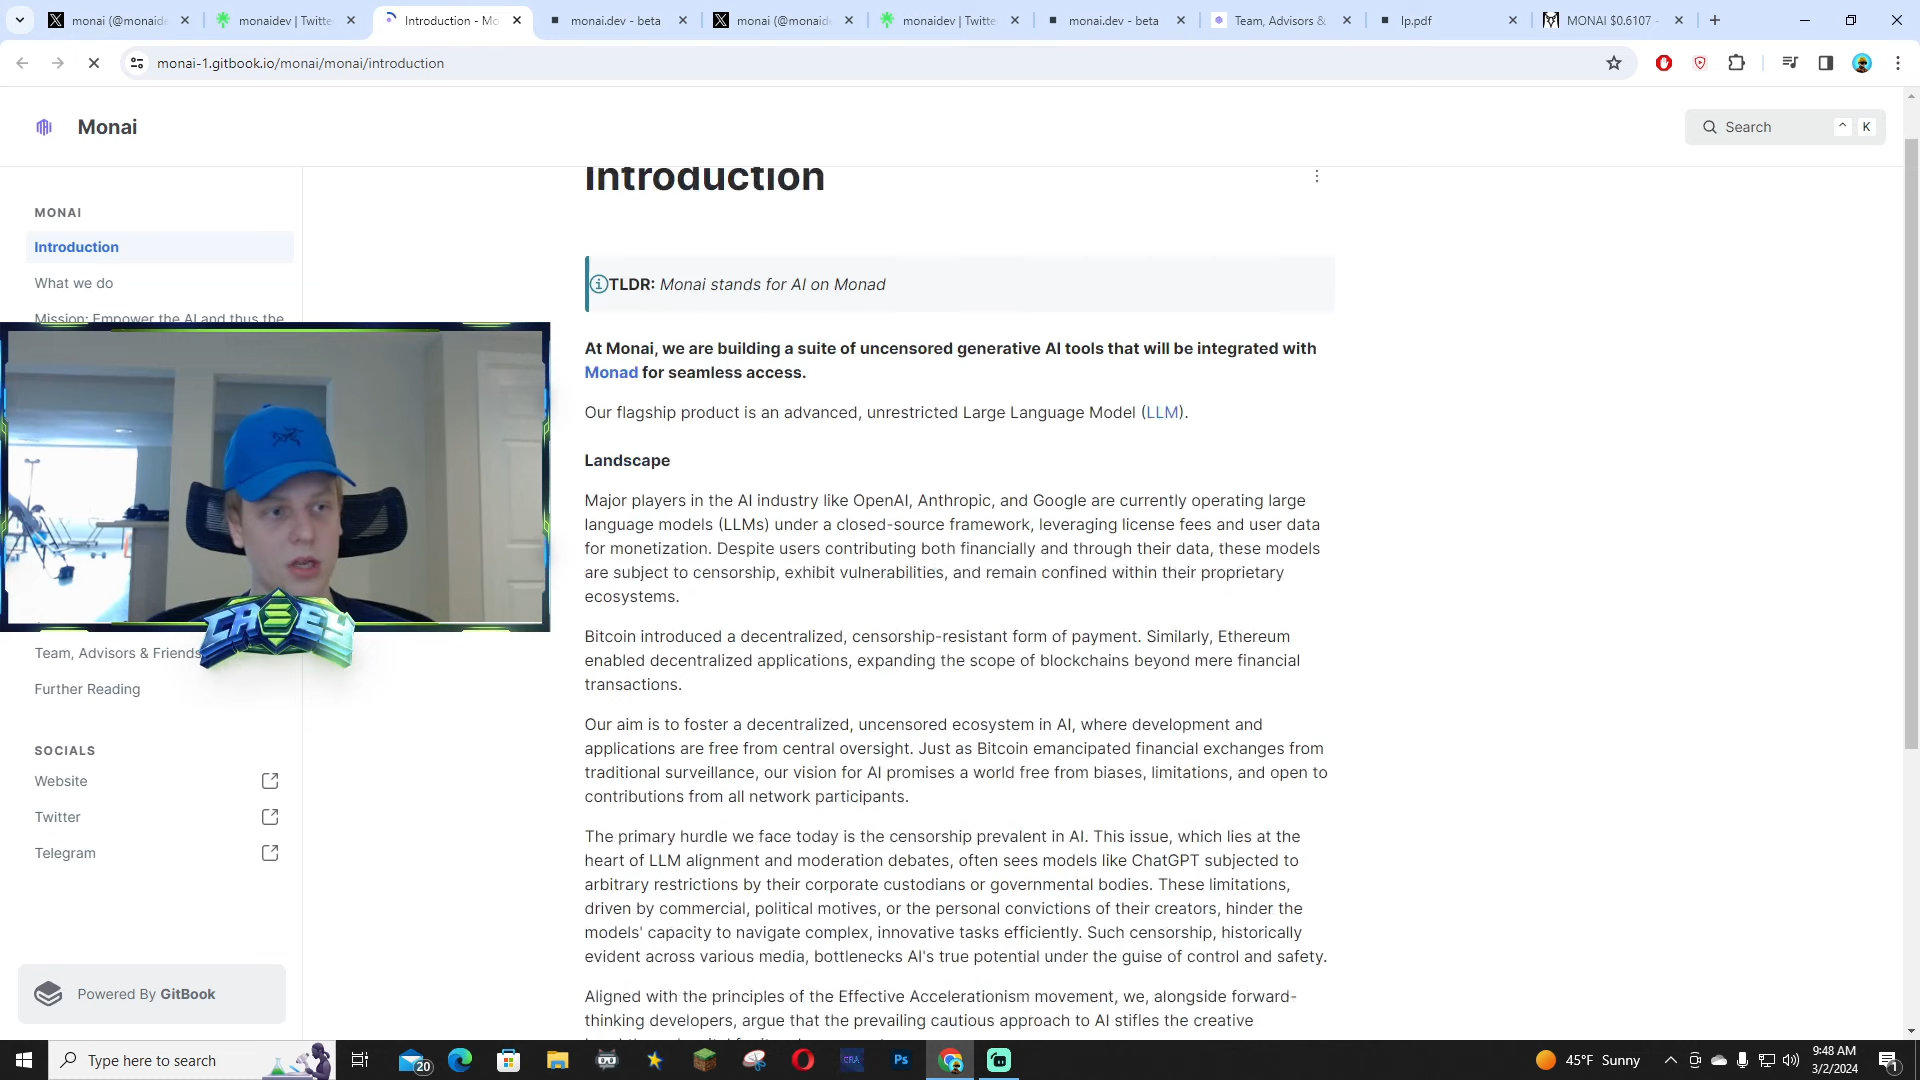 monai (@monaide
monaidev | Twitte
Introduction - Mo
monai.dev - beta
monai (@monaide
monaidev | Twitte
monai.dev - beta
Team, Advisors &
lp.pdf
MONAI $0.6107 -
monai-1.gitbook.io/monai/monai/introduction
Monai
Search
^ K
MONAI
Introduction
What we do
Mission: Empower the AI and thus the
Team, Advisors & Friends
Further Reading
SOCIALS
Website
Twitter
Telegram
Powered By GitBook
CASEY
Introduction
TLDR: Monai stands for AI on Monad
At Monai, we are building a suite of uncensored generative AI tools that will be integrated with
Monad for seamless access.
Our flagship product is an advanced, unrestricted Large Language Model (LLM).
Landscape
Major players in the AI industry like OpenAI, Anthropic, and Google are currently operating large
language models (LLMs) under a closed-source framework, leveraging license fees and user data
for monetization. Despite users contributing both financially and through their data, these models
are subject to censorship, exhibit vulnerabilities, and remain confined within their proprietary
ecosystems.
Bitcoin introduced a decentralized, censorship-resistant form of payment. Similarly, Ethereum
enabled decentralized applications, expanding the scope of blockchains beyond mere financial
transactions.
Our aim is to foster a decentralized, uncensored ecosystem in AI, where development and
applications are free from central oversight. Just as Bitcoin emancipated financial exchanges from
traditional surveillance, our vision for AI promises a world free from biases, limitations, and open to
contributions from all network participants.
The primary hurdle we face today is the censorship prevalent in AI. This issue, which lies at the
heart of LLM alignment and moderation debates, often sees models like ChatGPT subjected to
arbitrary restrictions by their corporate custodians or governmental bodies. These limitations,
driven by commercial, political motives, or the personal convictions of their creators, hinder the
models' capacity to navigate complex, innovative tasks efficiently. Such censorship, historically
evident across various media, bottlenecks AI's true potential under the guise of control and safety.
Aligned with the principles of the Effective Accelerationism movement, we, alongside forward-
thinking developers, argue that the prevailing cautious approach to AI stifles the creative
Type here to search
20
Ps
45°F Sunny
9:48 AM
3/2/2024
1